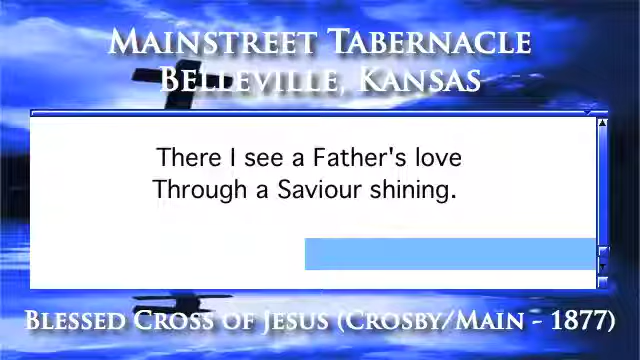 Mainstreet Tabernacle
Belleville, Kansas
There I see a Father's love
Through a Saviour shining.
Blessed Cross of Jesus (Crosby/Main - 1877)